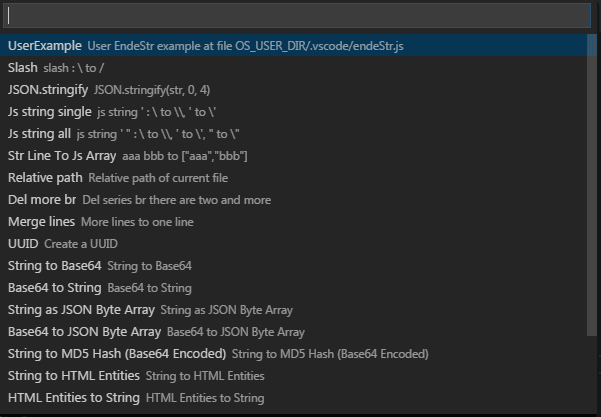 UserExample User EndeStr example at file OS_USER_DIR/.vscode/endeStr.js
Slash slash : \ to /
JSON.stringify JSON.stringify(str, 0, 4)
Js string single js string ' : \ to \\, ' to \'
Js string all js string ' " : \ to \\, ' to \', " to \"
Str Line To Js Array aaa bbb to ["aaa","bbb"]
Relative path Relative path of current file
Del more br Del series br there are two and more
Merge lines More lines to one line
UUID Create a UUID
String to Base64 String to Base64
Base64 to String Base64 to String
String as JSON Byte Array String as JSON Byte Array
Base64 to JSON Byte Array Base64 to JSON Byte Array
String to MD5 Hash (Base64 Encoded) String to MD5 Hash (Base64 Encoded)
String to HTML Entities String to HTML Entities
HTML Entities to String HTML Entities to String